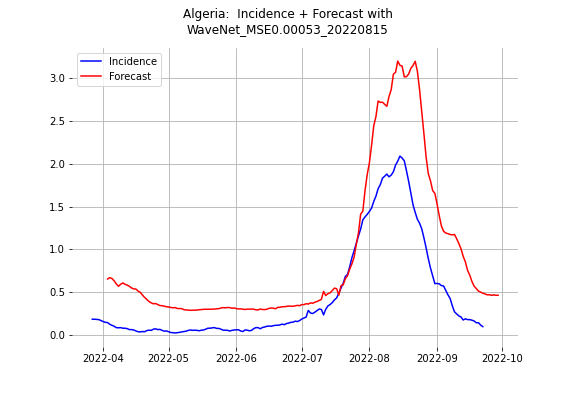 Algeria:  Incidence + Forecast with
WaveNet_MSE0.00053_20220815
Incidence
Forecast
3.0
2.5
2.0
1.5
1.0
0.5
0.0
2022-04 2022-05 2022-06 2022-07 2022-08 2022-09 2022-10